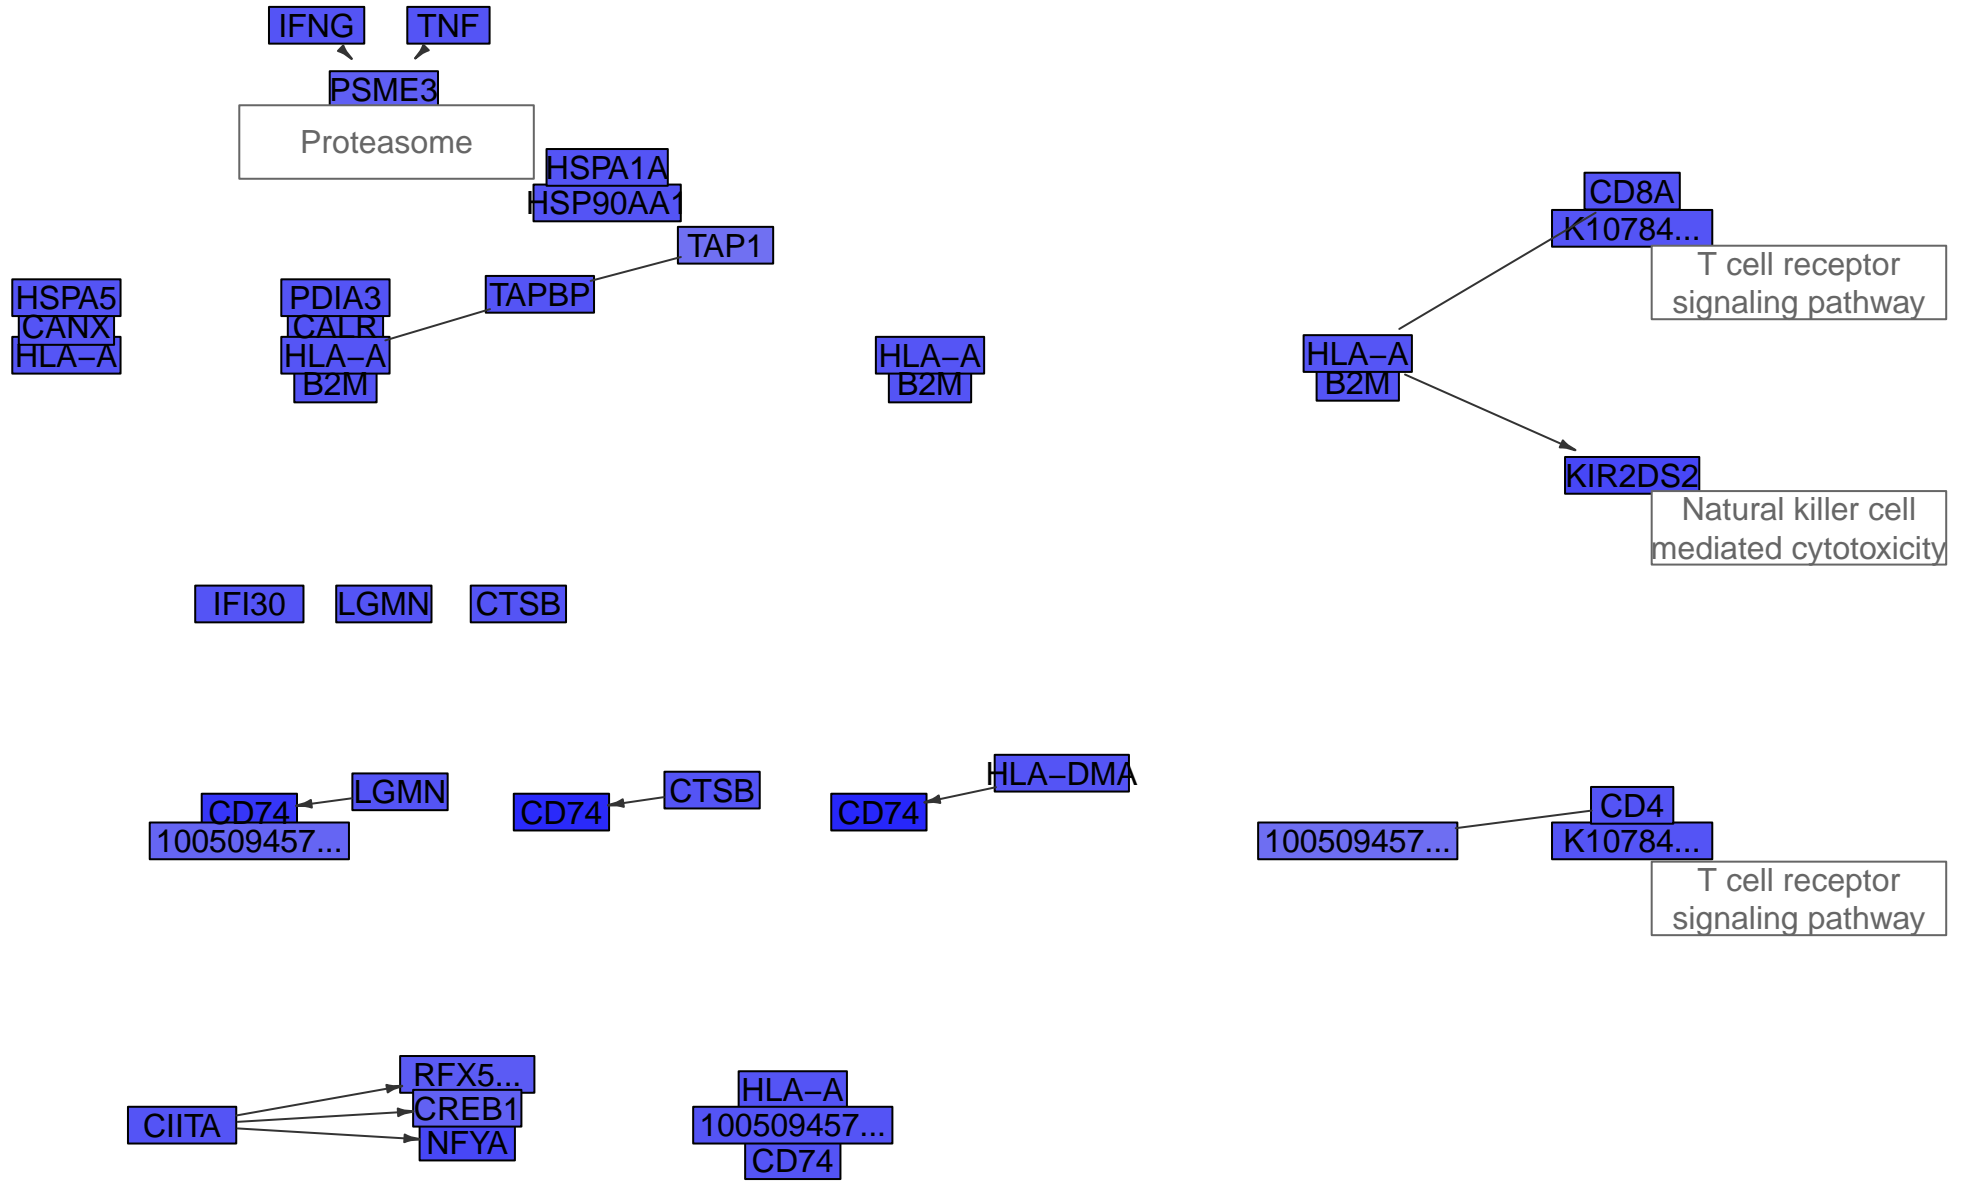 IFNG
TNF
PSME3
Proteasome
HSPA1A
HSP90AA1
TAP1
TAPBP
CD8A
K10784...
T cell receptor
signaling pathway
HSPA5
CANX
HLA−A
PDIA3
CALR
HLA−A
B2M
HLA−A
B2M
HLA−A
B2M
KIR2DS2
Natural killer cell
mediated cytotoxicity
IFI30
LGMN
CTSB
CD74
100509457...
LGMN
CD74
CTSB
CD74
HLA−DMA
100509457...
CD4
K10784...
T cell receptor
signaling pathway
CIITA
RFX5...
CREB1
NFYA
HLA−A
100509457...
CD74